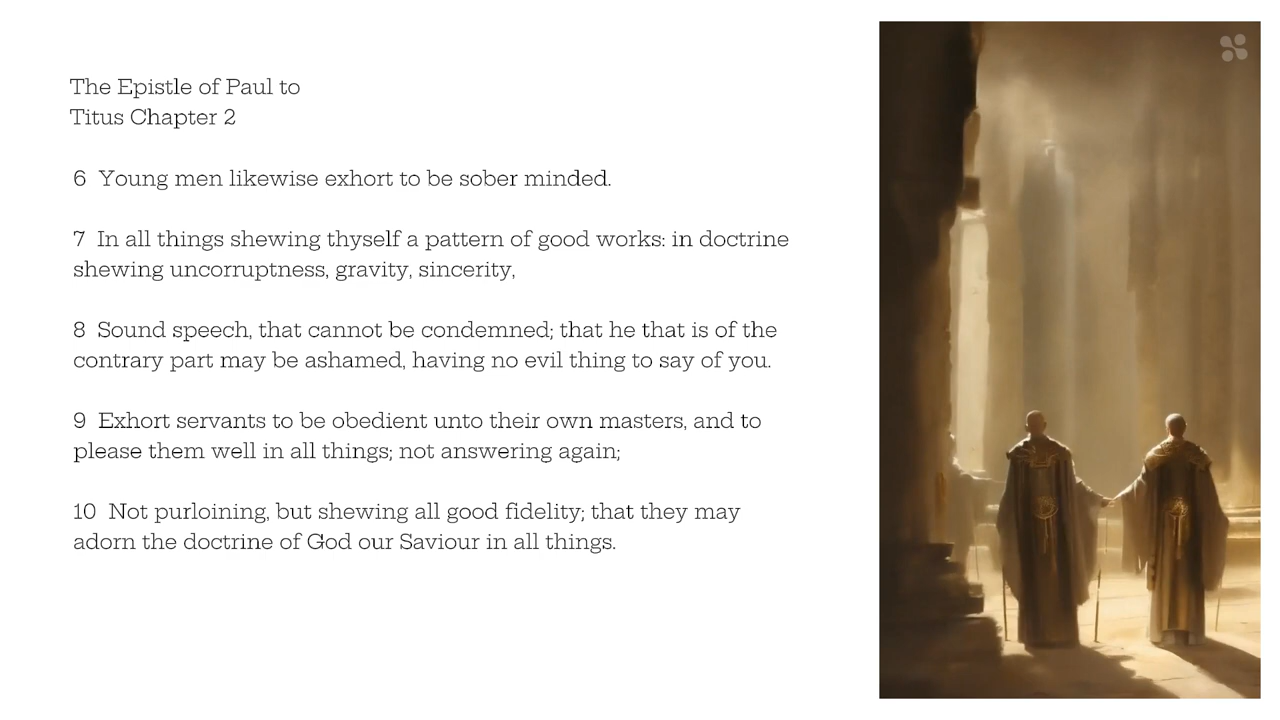 The Epistle of Paul to
Titus Chapter 2
6 Young men likewise exhort to be sober minded.
7 In all things shewing thyself a pattern of good works: in doctrine
shewing uncorruptness, gravity, sincerity,
8 Sound speech, that cannot be condemned; that he that is of the
contrary part may be ashamed, having no evil thing to say of you.
9 Exhort servants to be obedient unto their own masters, and to
please them well in all things; not answering again;
10 Not purloining, but shewing all good fidelity; that they may
adorn the doctrine of God our Saviour in all things.